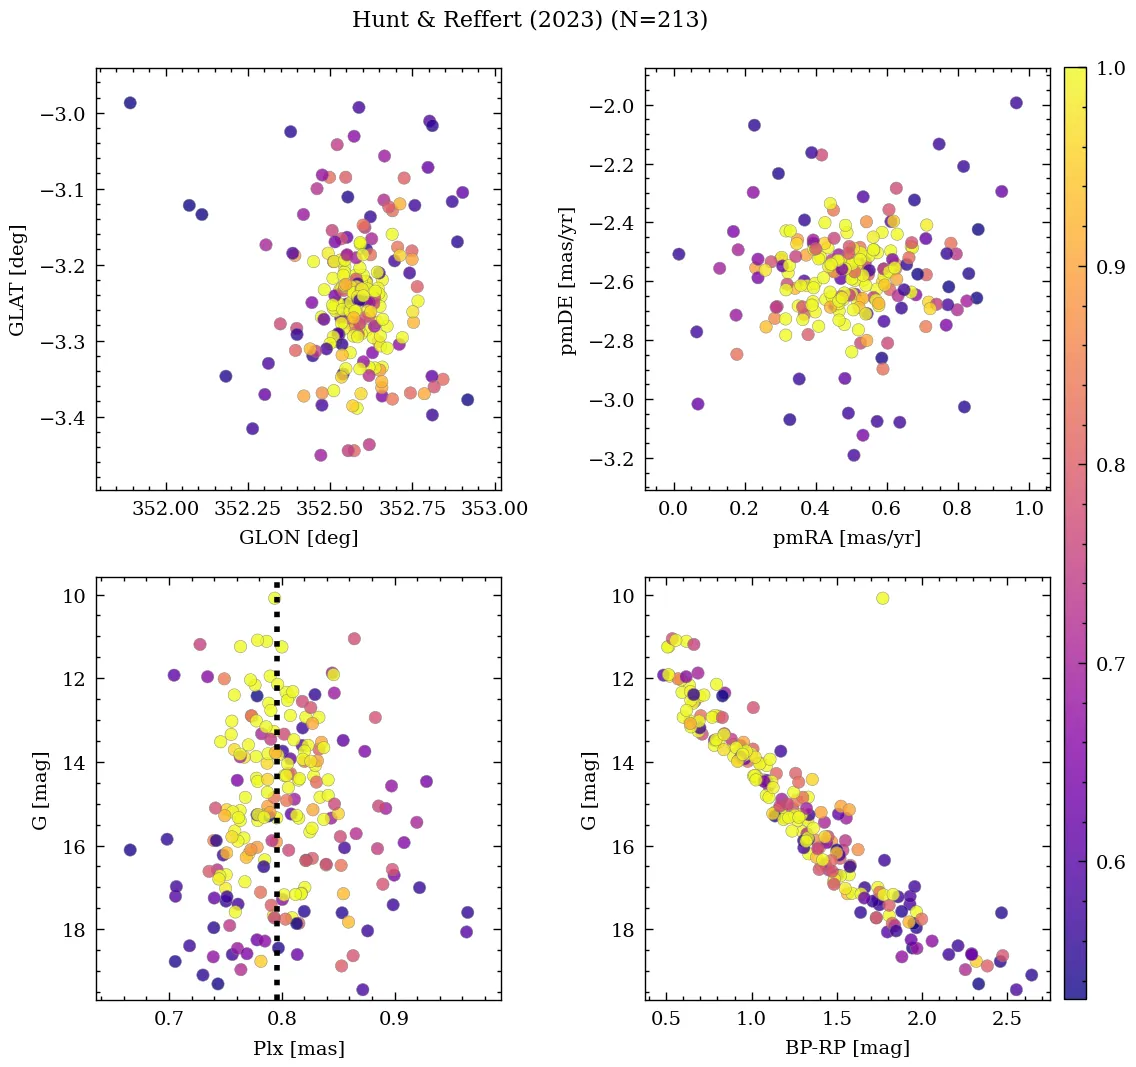 Hunt & Reffert (2023) (N=213)
−3.0
−3.1
−3.2
−3.3
−3.4
GLAT [deg]
352.00 352.25 352.50 352.75 353.00
GLON [deg]
−2.0
−2.2
−2.4
−2.6
−2.8
−3.0
−3.2
pmDE [mas/yr]
0.0 0.2 0.4 0.6 0.8 1.0
pmRA [mas/yr]
1.0
0.9
0.8
0.7
0.6
10
12
14
16
18
G [mag]
0.7 0.8 0.9
Plx [mas]
10
12
14
16
18
G [mag]
0.5 1.0 1.5 2.0 2.5
BP-RP [mag]